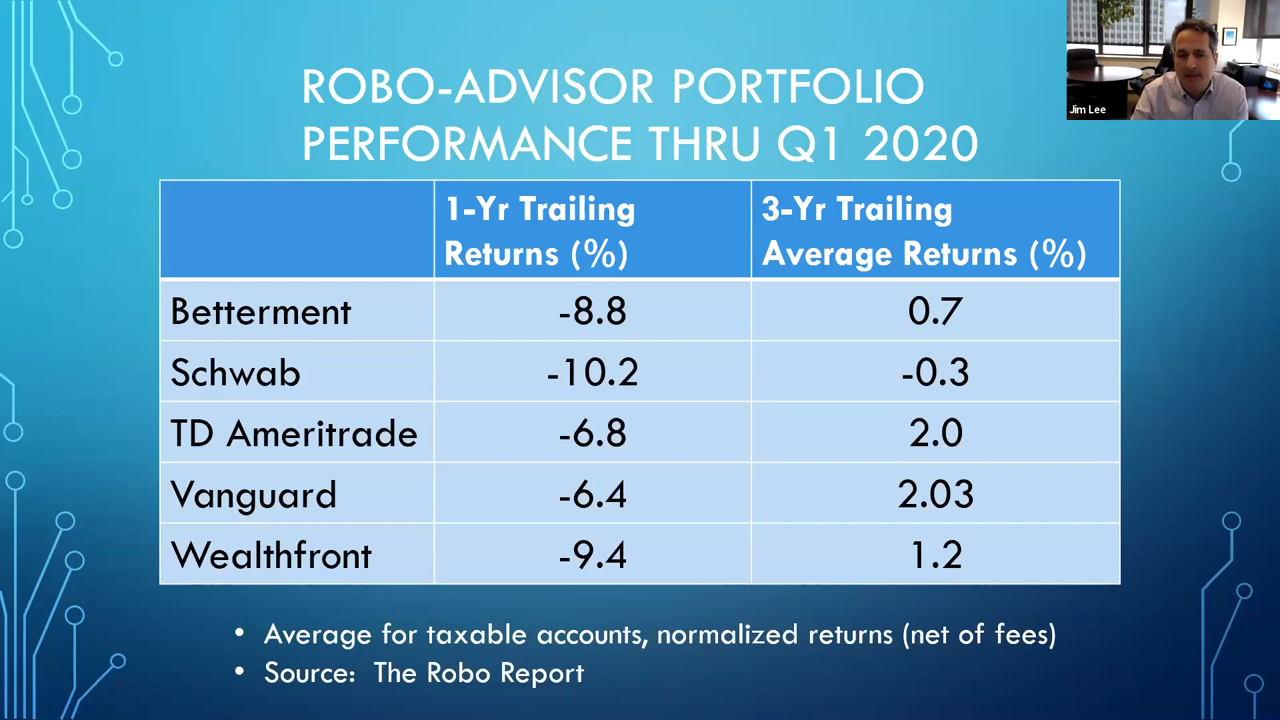 ROBO-ADVISOR PORTFOLIO
PERFORMANCE THRU Q1 2020
Jim Lee
1-Yr Trailing Returns (%)
3-Yr Trailing Average Returns (%)
Betterment -8.8 0.7
Schwab -10.2 -0.3
TD Ameritrade -6.8 2.0
Vanguard -6.4 2.03
Wealthfront -9.4 1.2
• Average for taxable accounts, normalized returns (net of fees)
• Source: The Robo Report